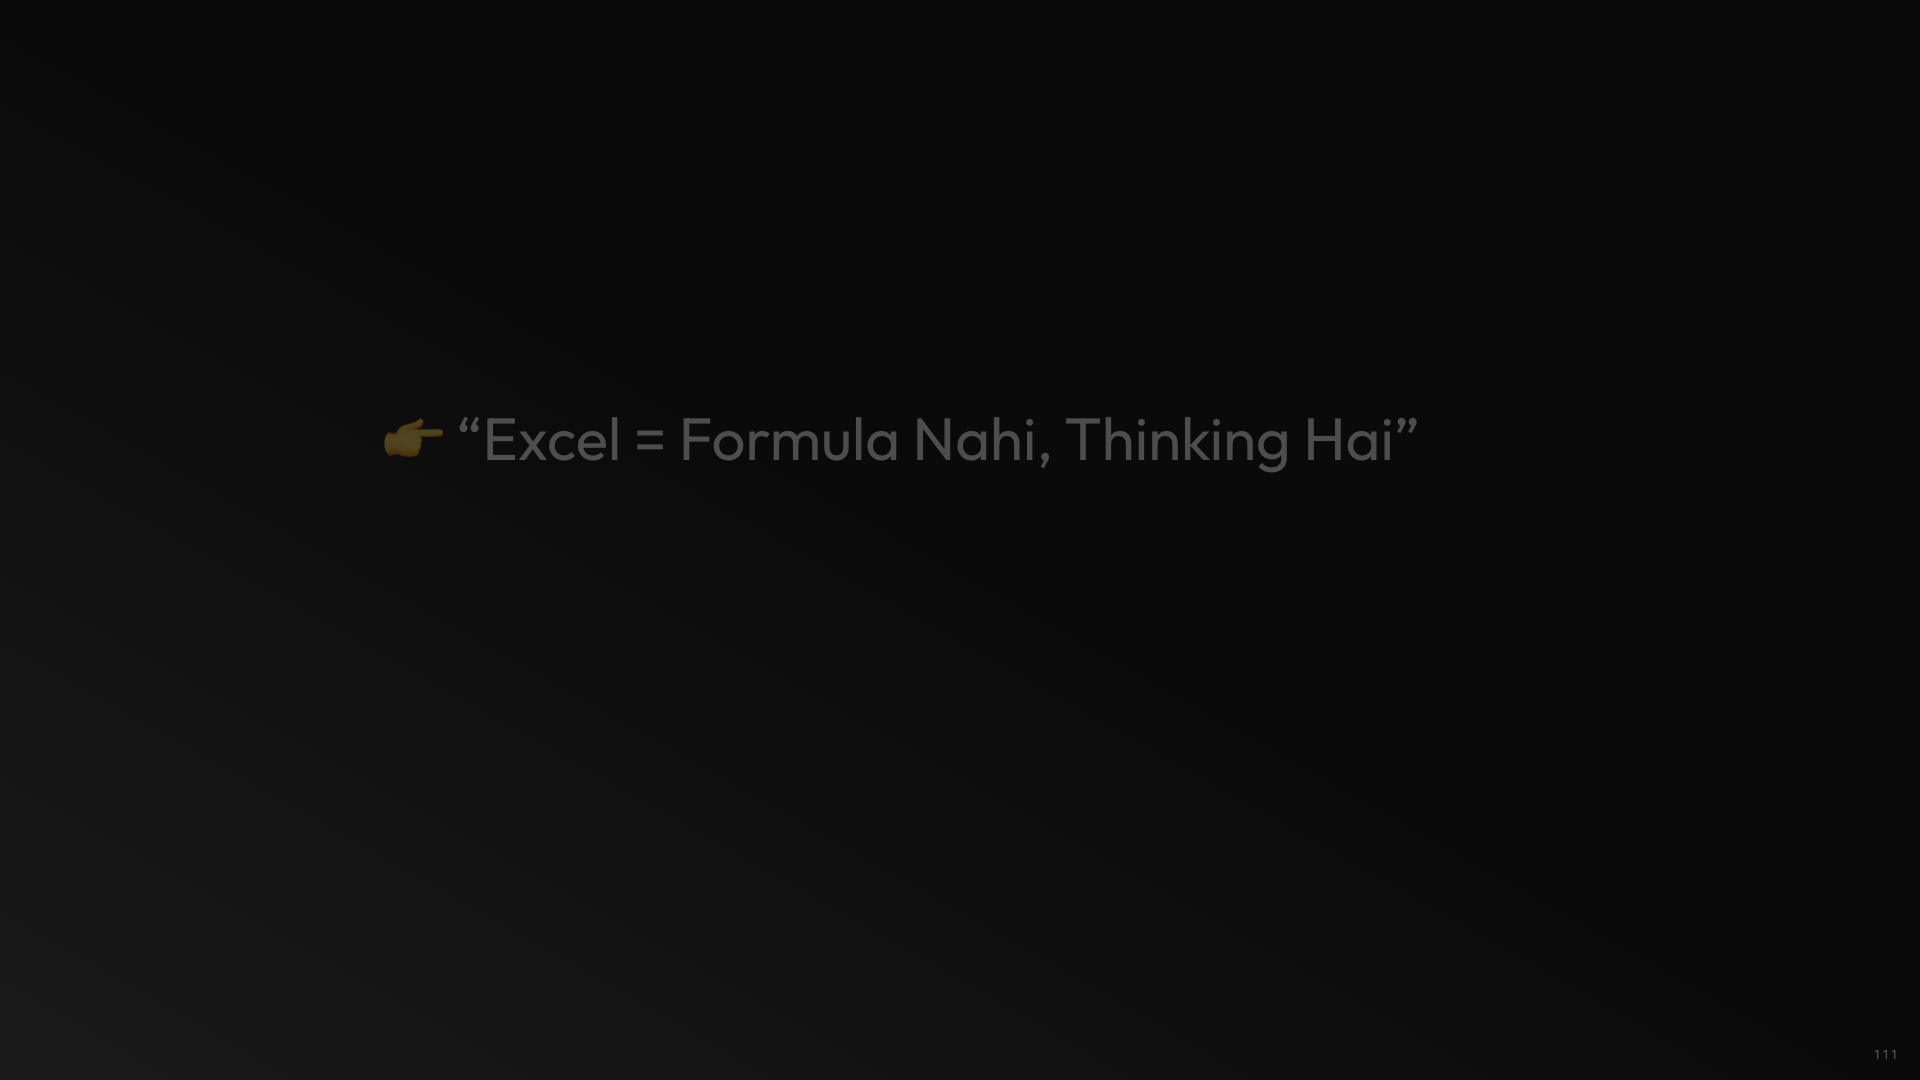 👉 “Excel = Formula Nahi, Thinking Hai”
111